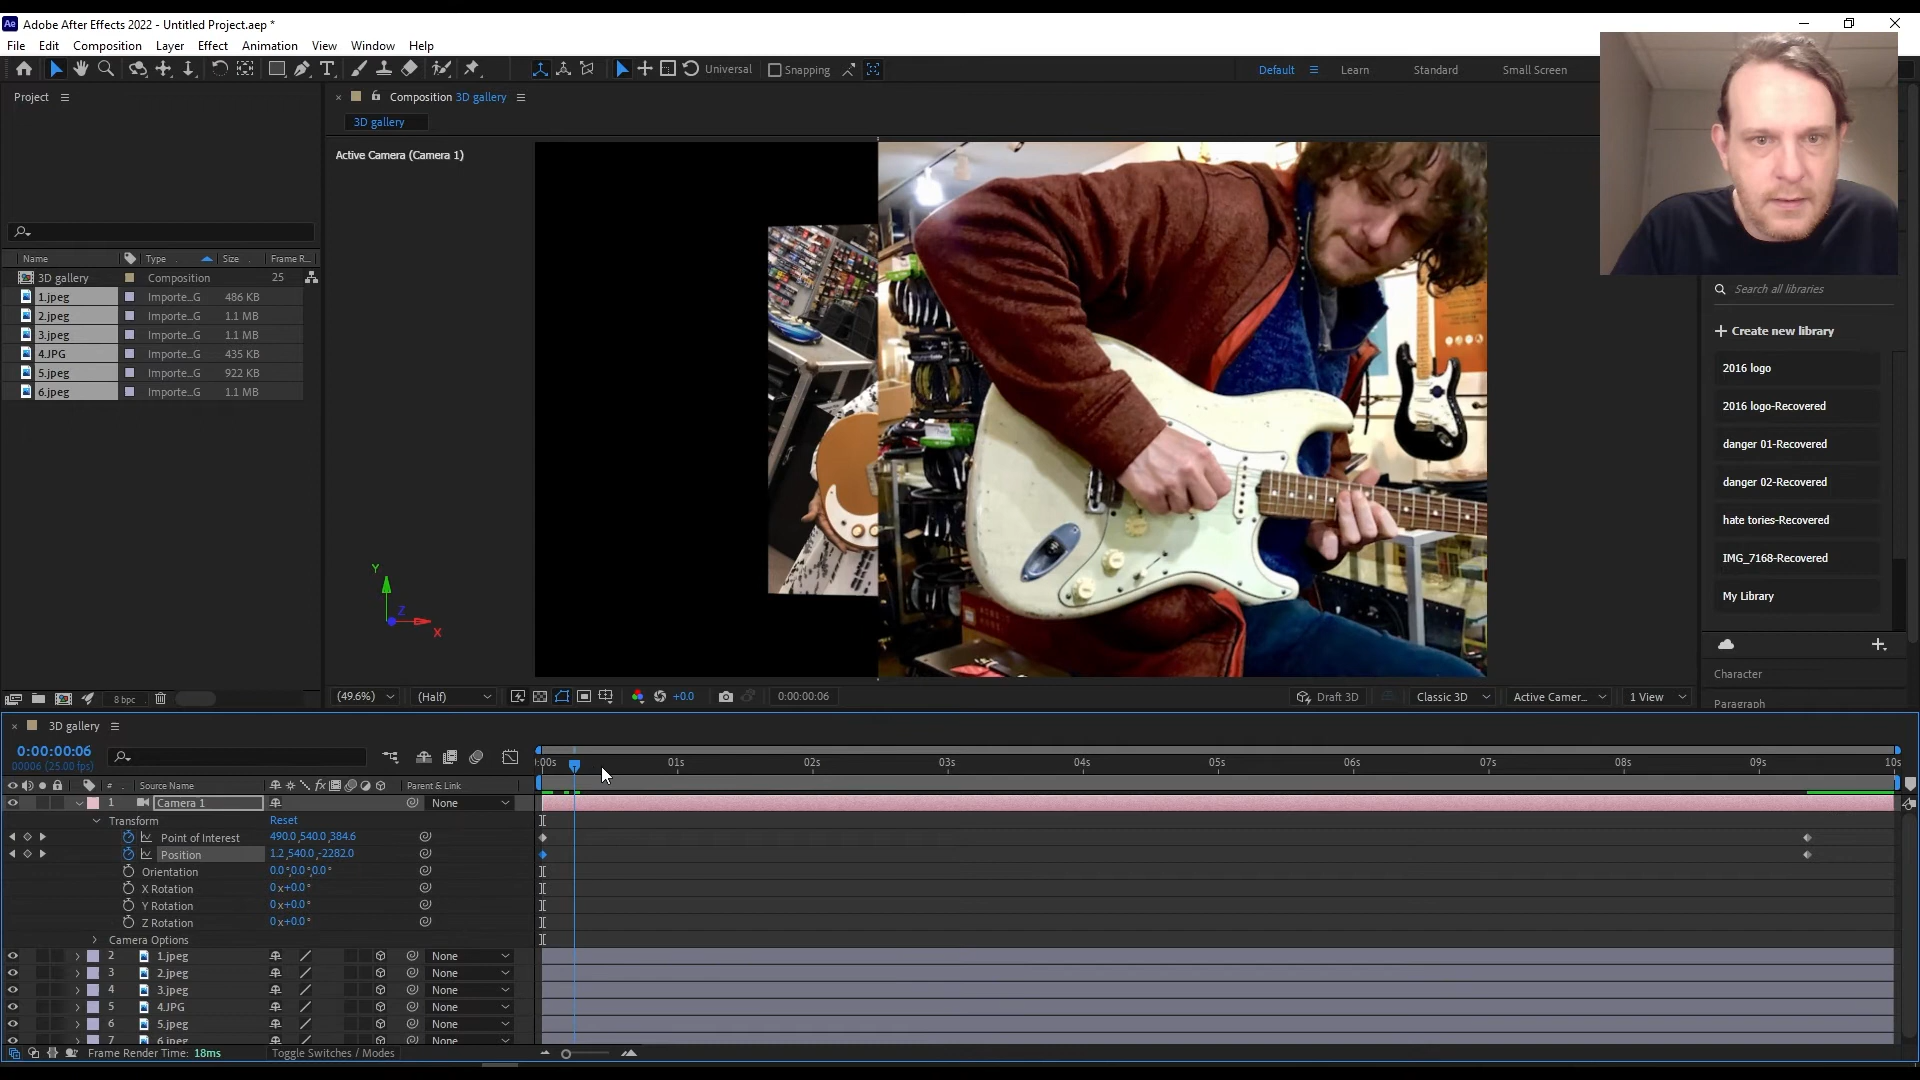 Ae Adobe After Effects 2022 - Untitled Project.aep *
File Edit Composition Layer Effect Animation View Window Help
Universal Snapping Default Learn Standard Small Screen
Project
Composition 3D gallery
3D gallery
Active Camera (Camera 1)
Name Type Size Frame R...
3D gallery Composition 25
1.jpeg Importe...G 486 KB
2.jpeg Importe...G 1.1 MB
3.jpeg Importe...G 1.1 MB
4.JPG Importe...G 435 KB
5.jpeg Importe...G 922 KB
6.jpeg Importe...G 1.1 MB
Y
Z
X
Search all libraries
Create new library
2016 logo
2016 logo-Recovered
danger 01-Recovered
danger 02-Recovered
hate tories-Recovered
IMG_7168-Recovered
My Library
Character
Paragraph
8 bpc
(49.6%) (Half) +0.0 0:00:00:06 Draft 3D Classic 3D Active Camer... 1 View
3D gallery
0:00:00:06
00006 (25.00 fps)
:00s 01s 02s 03s 04s 05s 06s 07s 08s 09s 10s
# Source Name fx Parent & Link
1 Camera 1 None
Transform Reset
Point of Interest 490.0,540.0,384.6
Position 1.2,540.0,-2282.0
Orientation 0.0°,0.0°,0.0°
X Rotation 0x+0.0°
Y Rotation 0x+0.0°
Z Rotation 0x+0.0°
Camera Options
2 1.jpeg None
3 2.jpeg None
4 3.jpeg None
5 4.JPG None
6 5.jpeg None
7 6.jpeg None
Frame Render Time: 18ms Toggle Switches / Modes